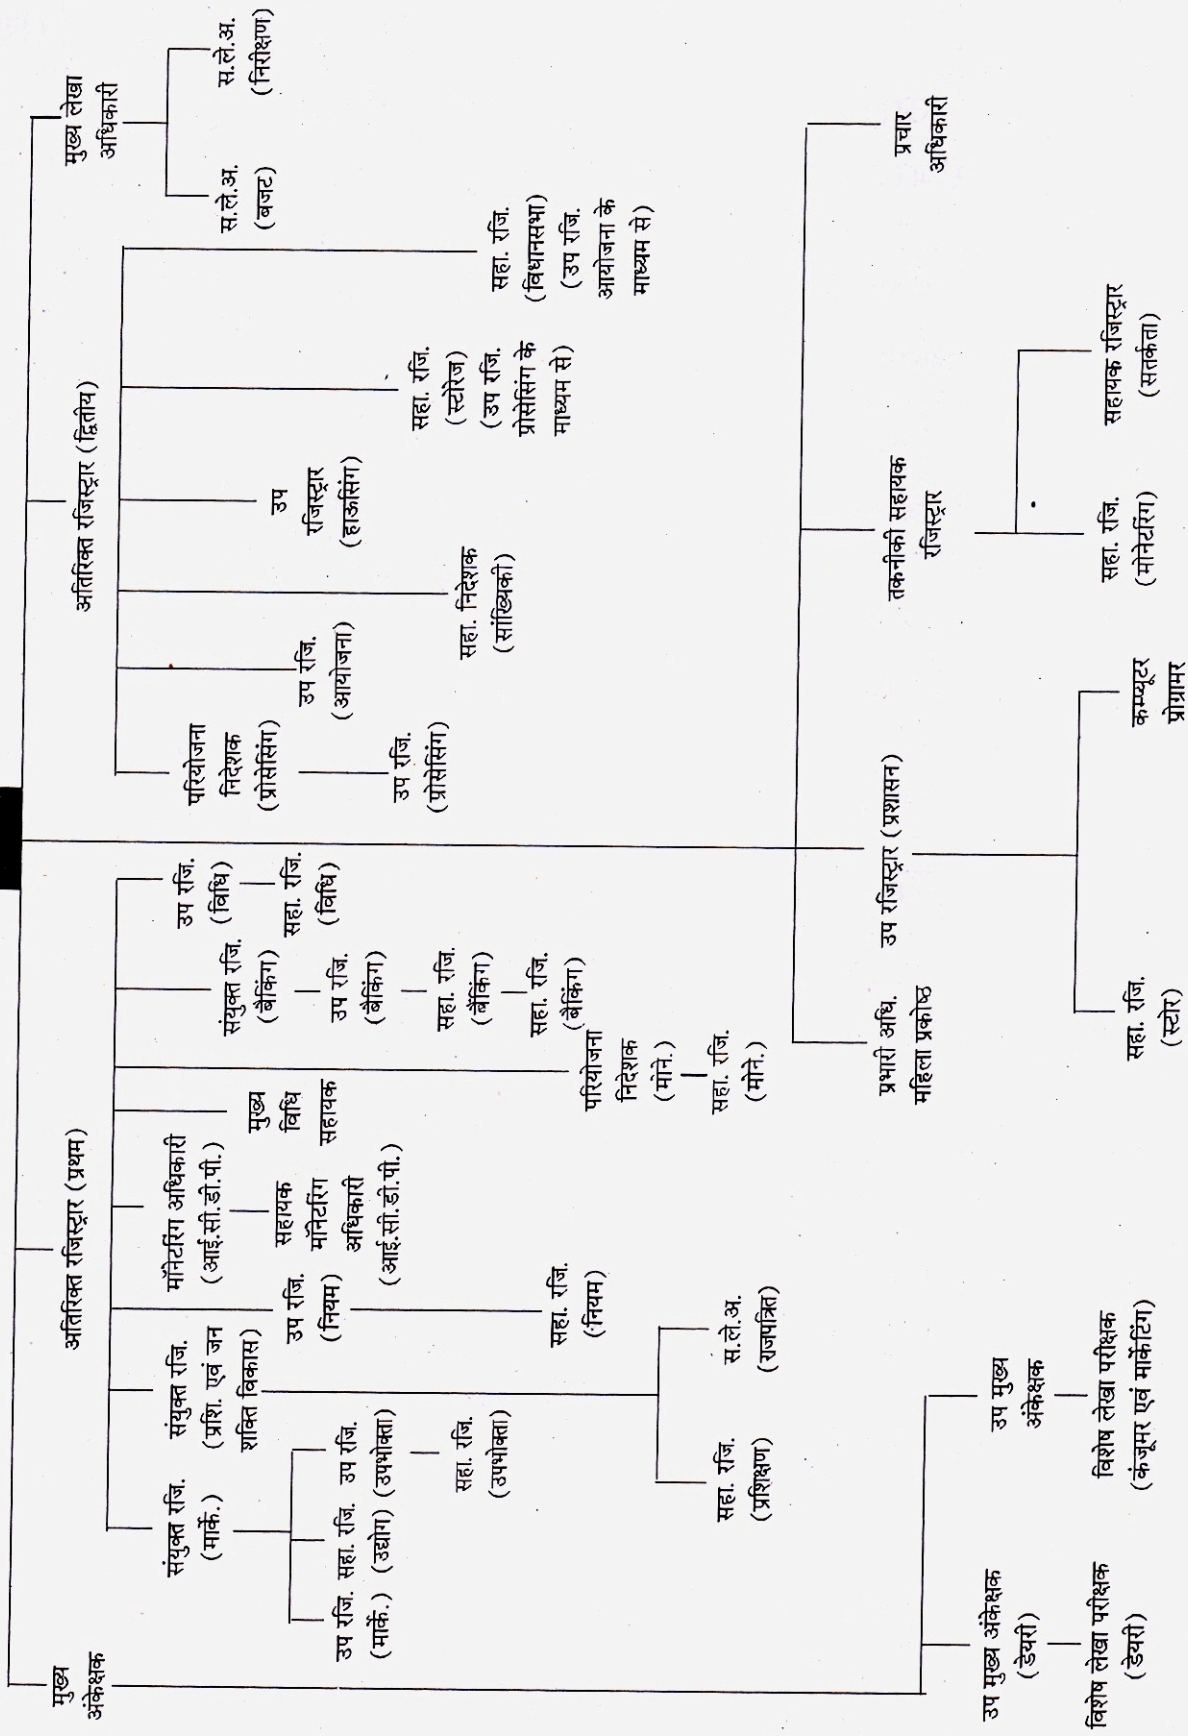 मुख्य
अंकेक्षक
अतिरिक्त रजिस्ट्रार (प्रथम)
अतिरिक्त रजिस्ट्रार (द्वितीय)
मुख्य लेखा
अधिकारी
संयुक्त रजि.
(मार्के.)
उप रजि.
(मार्के.)
सहा. रजि.
(उद्योग)
उप रजि.
(उपभोक्ता)
सहा. रजि.
(उपभोक्ता)
संयुक्त रजि.
(प्रशि. एवं जन
शक्ति विकास)
सहा. रजि.
(प्रशिक्षण)
स.ले.अ.
(राजपत्रित)
उप रजि.
(नियम)
सहा. रजि.
(नियम)
मॉनेटरिंग अधिकारी
(आई.सी.डी.पी.)
सहायक
मॉनेटरिंग
अधिकारी
(आई.सी.डी.पी.)
मुख्य
विधि
सहायक
परियोजना
निदेशक
(मोने.)
सहा. रजि.
(मोने.)
संयुक्त रजि.
(बैकिंग)
उप रजि.
(बैकिंग)
सहा. रजि.
(बैंकिंग)
सहा. रजि.
(बैकिंग)
उप रजि.
(विधि)
सहा. रजि.
(विधि)
परियोजना
निदेशक
(प्रोसेसिंग)
उप रजि.
(प्रोसेसिंग)
उप रजि.
(आयोजना)
सहा. निदेशक
(सांख्यिकी)
उप
रजिस्ट्रार
(हाऊसिंग)
सहा. रजि.
(स्टोरेज)
(उप रजि.
प्रोसेसिंग के
माध्यम से)
सहा. रजि.
(विधानसभा)
(उप रजि.
आयोजना के
माध्यम से)
स.ले.अ.
(बजट)
स.ले.अ.
(निरीक्षण)
प्रभारी अधि.
महिला प्रकोष्ठ
उप रजिस्ट्रार (प्रशासन)
तकनीकी सहायक
रजिस्ट्रार
प्रचार
अधिकारी
सहा. रजि.
(स्टोर)
कम्प्यूटर
प्रोग्रामर
सहा. रजि.
(मोनेटरिंग)
सहायक रजिस्ट्रार
(सतर्कता)
उप मुख्य अंकेक्षक
(डेयरी)
विशेष लेखा परीक्षक
(डेयरी)
उप मुख्य
अंकेक्षक
विशेष लेखा परीक्षक
(कंजूमर एवं मार्केटिंग)